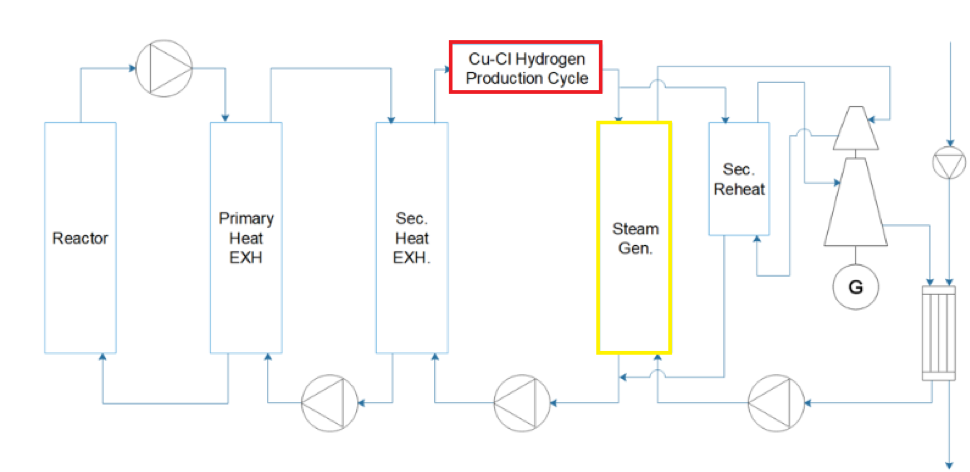 Cu-Cl Hydrogen
Production Cycle
Reactor
Primary
Heat
EXH
Sec.
Heat
EXH.
Steam
Gen.
Sec.
Reheat
G